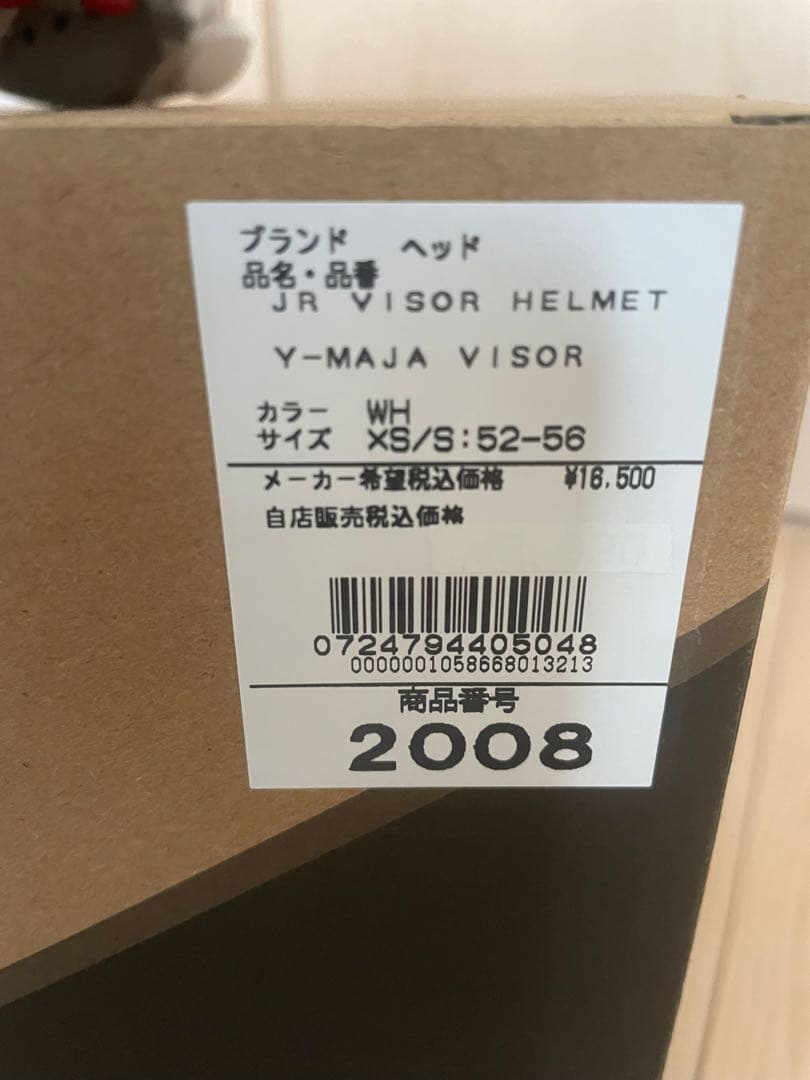 ブランド ヘッド
品名・品番
JR VISOR HELMET
Y-MAJA VISOR
カラー WH
サイズ XS/S:52-56
メーカー希望税込価格 ¥16,500
自店販売税込価格
0724794405048
0000001058668013213
商品番号
2008